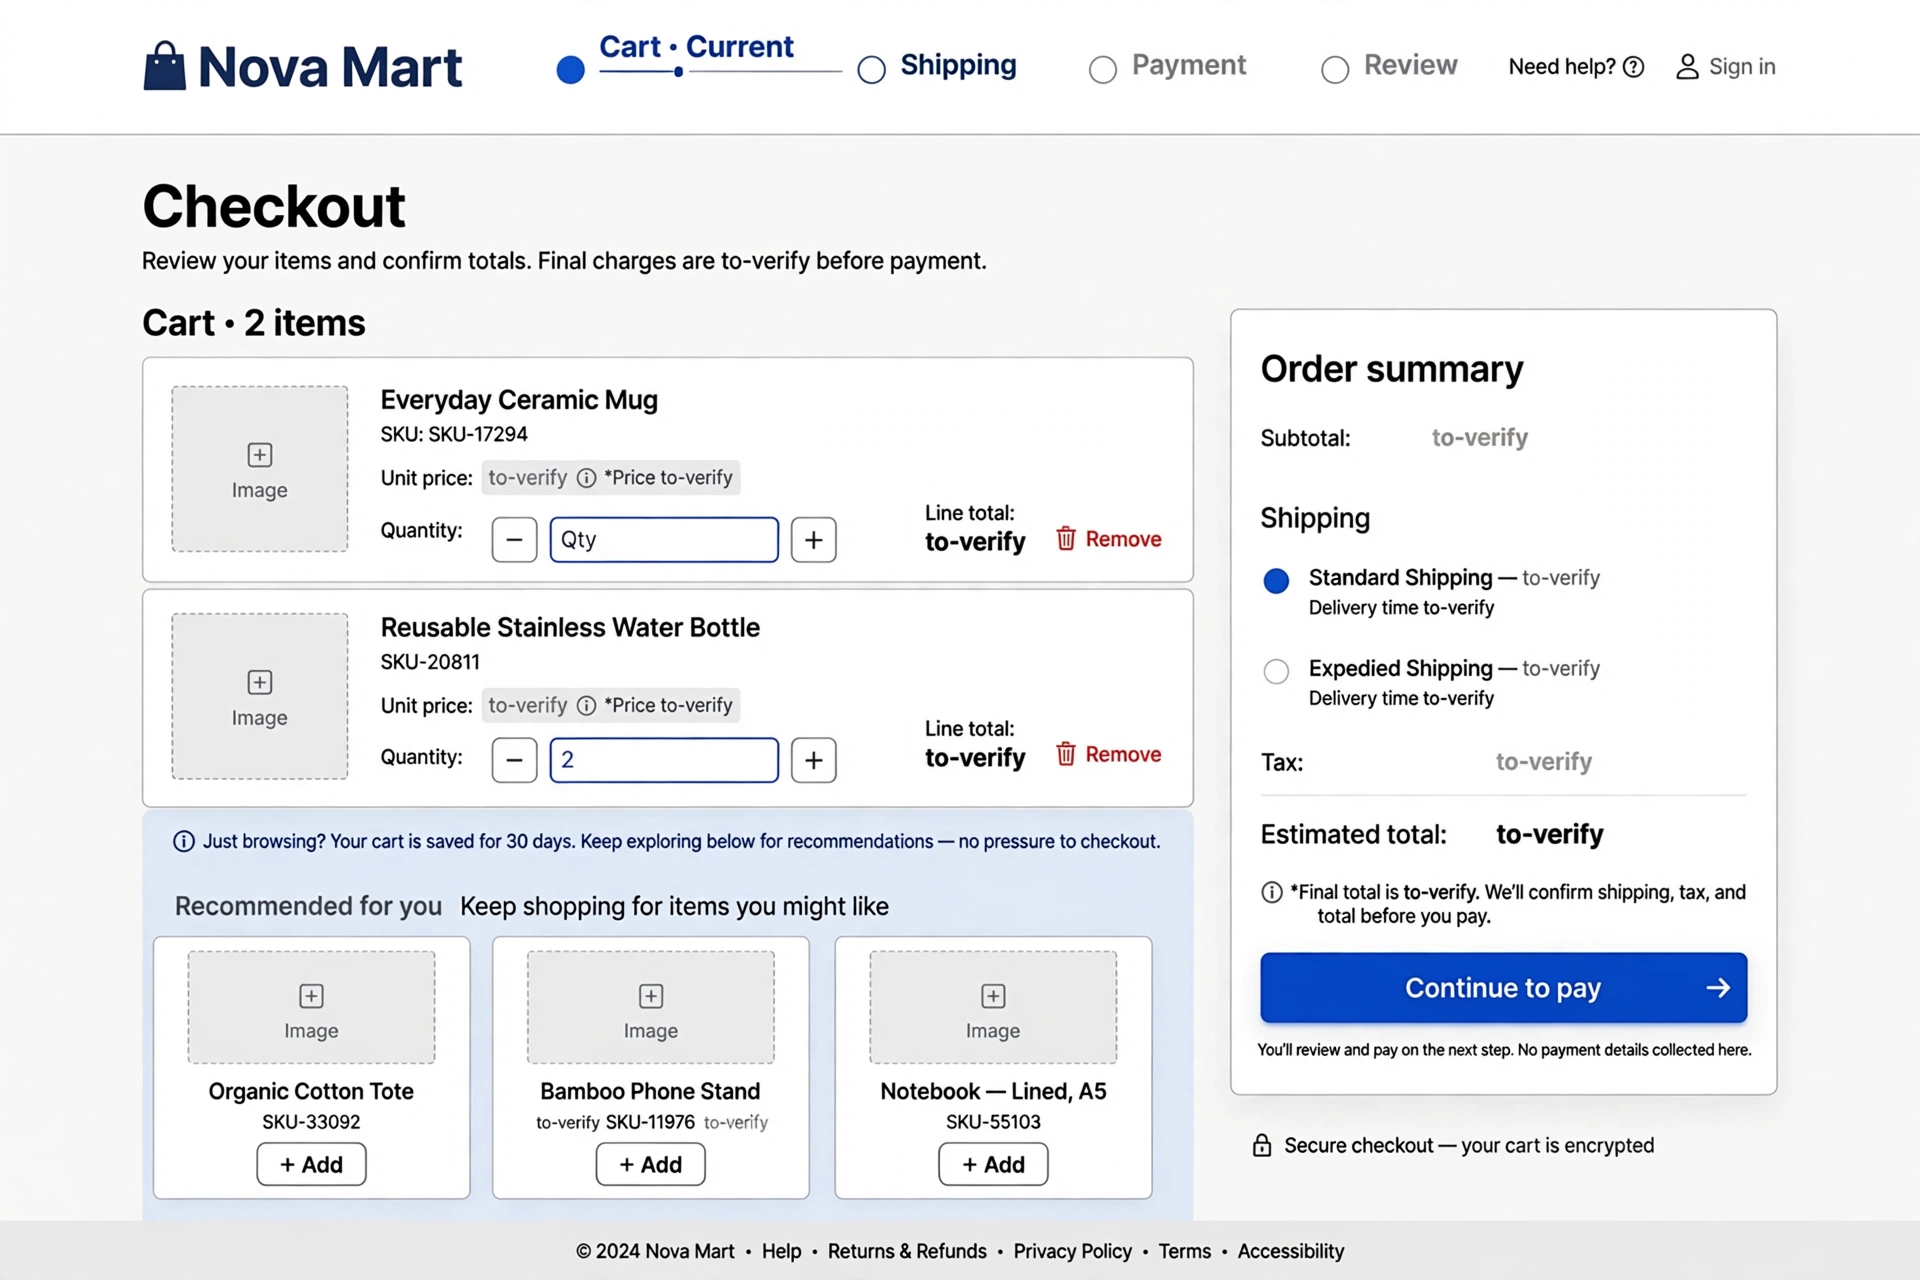 Nova Mart
Cart • Current
Shipping
Payment
Review
Need help?
Sign in
Checkout
Review your items and confirm totals. Final charges are to-verify before payment.
Cart • 2 items
Image
Everyday Ceramic Mug
SKU: SKU-17294
Unit price: to-verify *Price to-verify
Quantity: − Qty +
Line total:
to-verify
Remove
Image
Reusable Stainless Water Bottle
SKU-20811
Unit price: to-verify *Price to-verify
Quantity: − 2 +
Line total:
to-verify
Remove
Just browsing? Your cart is saved for 30 days. Keep exploring below for recommendations — no pressure to checkout.
Recommended for you Keep shopping for items you might like
Image
Organic Cotton Tote
SKU-33092
+ Add
Image
Bamboo Phone Stand
to-verify SKU-11976 to-verify
+ Add
Image
Notebook — Lined, A5
SKU-55103
+ Add
Order summary
Subtotal: to-verify
Shipping
Standard Shipping — to-verify
Delivery time to-verify
Expedied Shipping — to-verify
Delivery time to-verify
Tax: to-verify
Estimated total: to-verify
*Final total is to-verify. We'll confirm shipping, tax, and
total before you pay.
Continue to pay →
You'll review and pay on the next step. No payment details collected here.
Secure checkout — your cart is encrypted
© 2024 Nova Mart • Help • Returns & Refunds • Privacy Policy • Terms • Accessibility